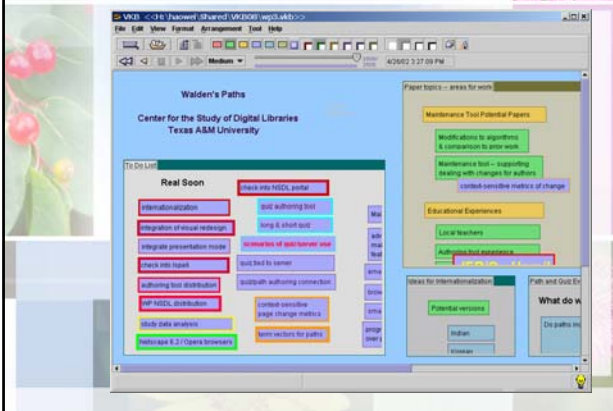 VKB <<H:\haowei\Shared\VKB08\wp3.vkb>>
File Edit View Format Arrangement Tool Help
Medium
4/26/02 3:27:09 PM
Walden's Paths
Center for the Study of Digital Libraries
Texas A&M University
To Do List
Real Soon
internationalization
integration of visual redesign
integrate presentation mode
check into Ispell
authoring tool distribution
WP NSDL distribution
study data analysis
Netscape 6.2 / Opera browsers
check into NSDL portal
quiz authoring tool
long & short quiz
scenarios of quiz/server use
quiz tied to server
quiz/path authoring connection
context-sensitive
page change metrics
term vectors for paths
Paper topics -- areas for work
Maintenance Tool Potential Papers
Modifications to algorithms
& comparison to prior work
Maintenance tool -- supporting
dealing with changes for authors
context-sensitive metrics of change
Educational Experiences
Local teachers
Authoring tool experience
Ideas for Internationalization
Potential versions
Indian
Korean
Path and Quiz Ev
What do w
Do paths inc